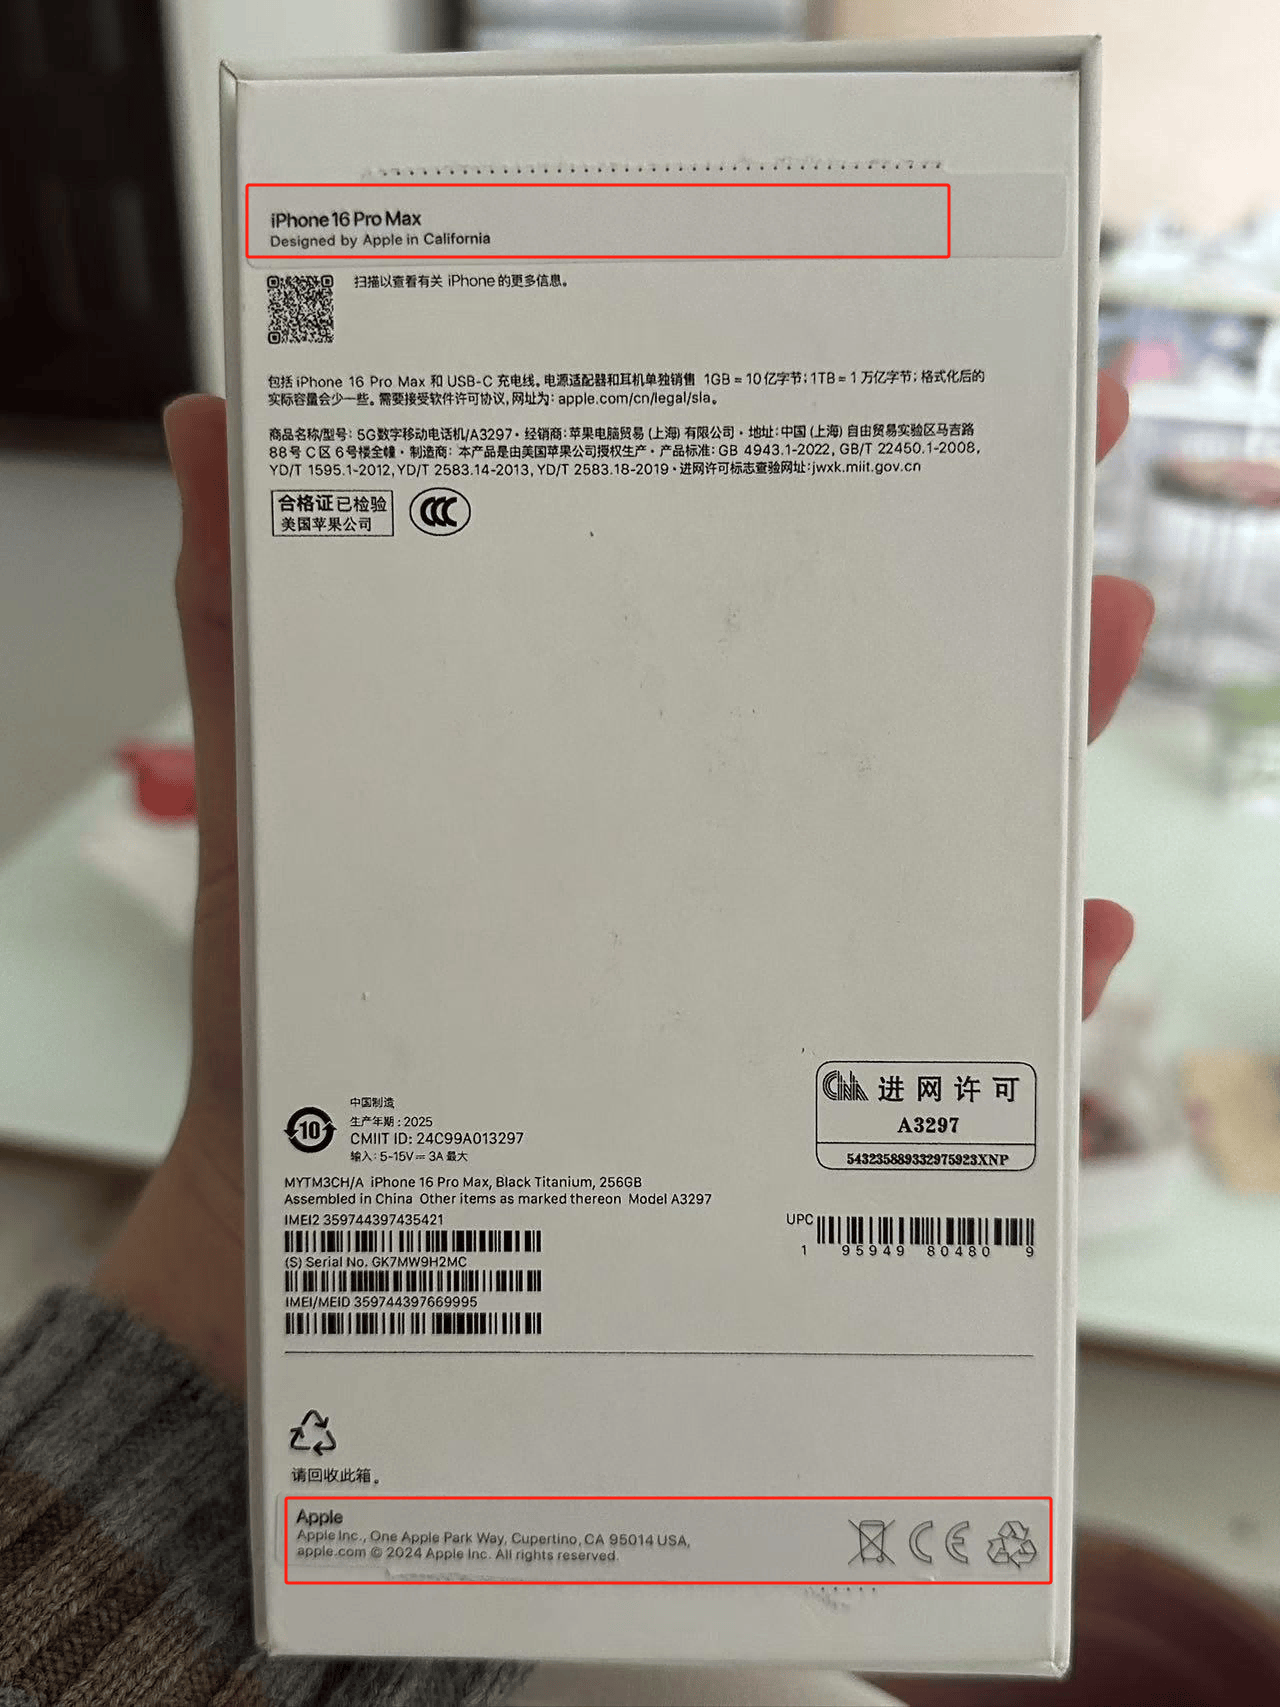 iPhone 16 Pro Max
Designed by Apple in California
扫描以查看有关 iPhone 的更多信息。
包括 iPhone 16 Pro Max 和 USB-C 充电线。电源适配器和耳机单独销售 1GB = 10 亿字节；1TB = 1 万亿字节；格式化后的
实际容量会少一些。需要接受软件许可协议，网址为：apple.com/cn/legal/sla。
商品名称/型号：5G数字移动电话机/A3297・经销商：苹果电脑贸易 (上海) 有限公司・地址：中国 (上海) 自由贸易实验区马吉路
88号 C 区 6号楼全幢・制造商：本产品是由美国苹果公司授权生产・产品标准：GB 4943.1-2022, GB/T 22450.1-2008,
YD/T 1595.1-2012, YD/T 2583.14-2013, YD/T 2583.18-2019・进网许可标志查验网址：jwxk.miit.gov.cn
合格证已检验
美国苹果公司
CCC
中国制造
生产年期：2025
10
CMIIT ID: 24C99A013297
输入：5-15V⎓ 3A 最大
CNA 进网许可
A3297
543235889332975923XNP
MYTM3CH/A iPhone 16 Pro Max, Black Titanium, 256GB
Assembled in China Other items as marked thereon Model A3297
IMEI2 359744397435421
UPC
1 95949 80480 9
(S) Serial No. GK7MW9H2MC
IMEI/MEID 359744397669995
请回收此箱。
Apple
Apple Inc., One Apple Park Way, Cupertino, CA 95014 USA,
apple.com © 2024 Apple Inc. All rights reserved.
CE